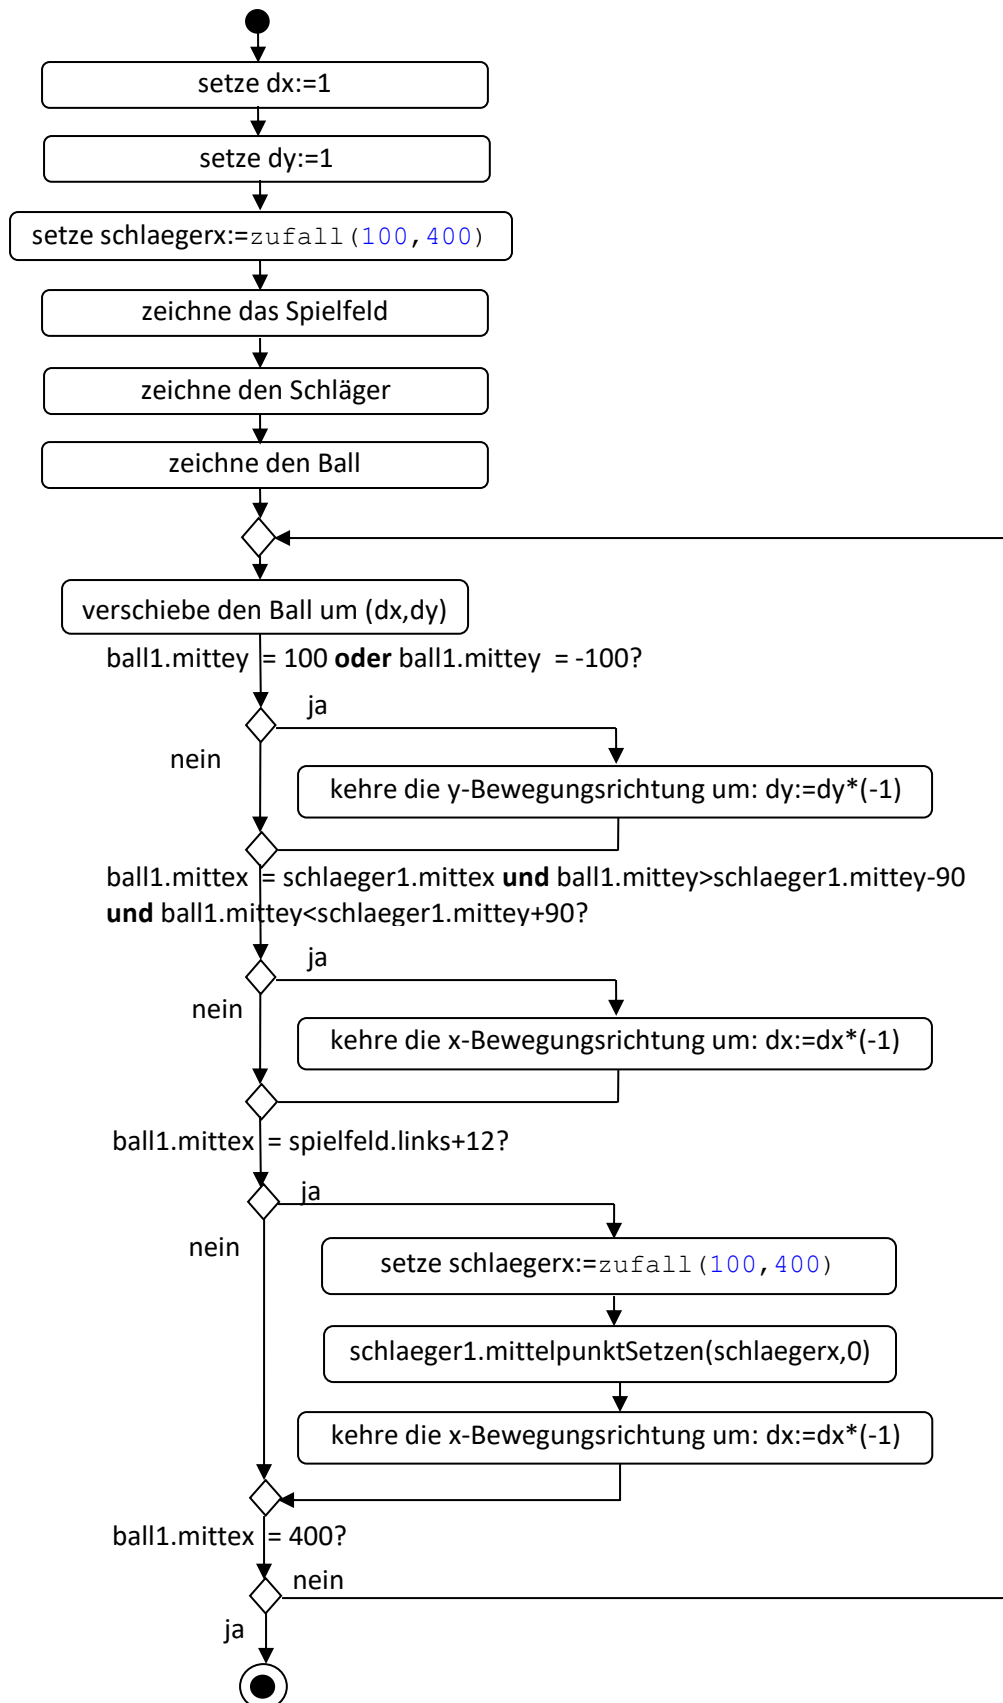 setze dx:=1
setze dy:=1
setze schlaegerx:=zufall(100,400)
zeichne das Spielfeld
zeichne den Schläger
zeichne den Ball
verschiebe den Ball um (dx,dy)
ball1.mittey = 100 oder ball1.mittey = -100?
ja
nein
kehre die y-Bewegungsrichtung um: dy:=dy*(-1)
ball1.mittex = schlaeger1.mittex und ball1.mittey>schlaeger1.mittey-90
und ball1.mittey<schlaeger1.mittey+90?
ja
nein
kehre die x-Bewegungsrichtung um: dx:=dx*(-1)
ball1.mittex = spielfeld.links+12?
ja
nein
setze schlaegerx:=zufall(100,400)
schlaeger1.mittelpunktSetzen(schlaegerx,0)
kehre die x-Bewegungsrichtung um: dx:=dx*(-1)
ball1.mittex = 400?
nein
ja